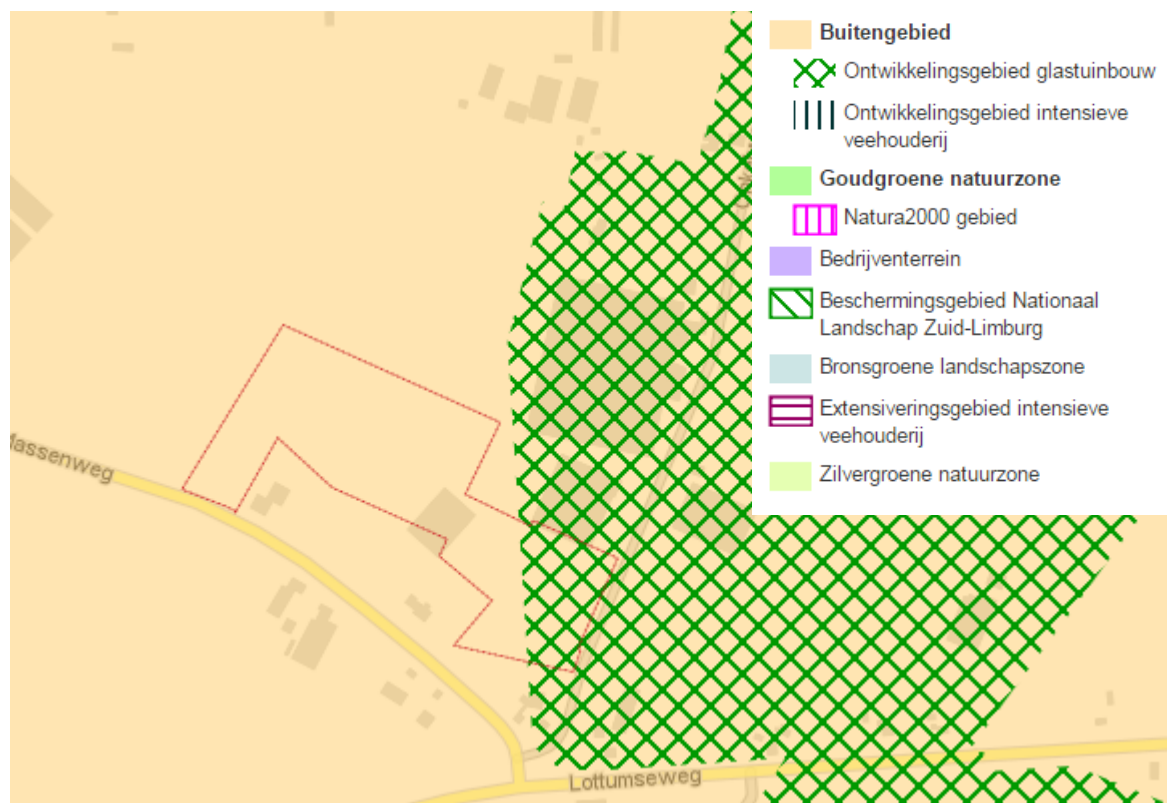 Buitengebied
Ontwikkelingsgebied glastuinbouw
Ontwikkelingsgebied intensieve
veehouderij
Goudgroene natuurzone
Natura2000 gebied
Bedrijventerrein
Beschermingsgebied Nationaal
Landschap Zuid-Limburg
Bronsgroene landschapszone
Extensiveringsgebied intensieve
veehouderij
Zilvergroene natuurzone
Massenweg
Lottumseweg